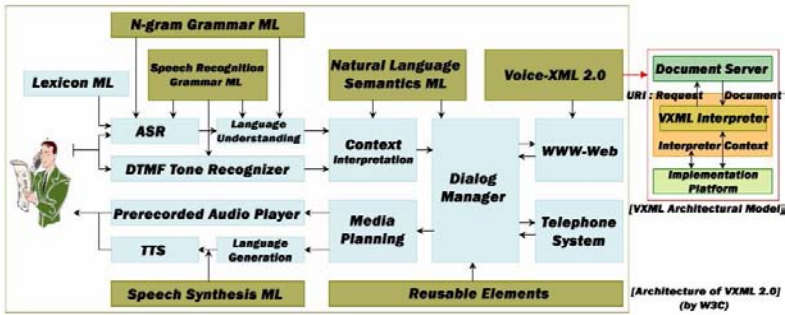 N-gram Grammar ML
Speech Recognition
Grammar ML
Natural Language
Semantics ML
Voice-XML 2.0
Lexicon ML
ASR
Language
Understanding
Context
Interpretation
DTMF Tone Recognizer
Dialog
Manager
WWW-Web
Prerecorded Audio Player
Media
Planning
Telephone
System
TTS
Language
Generation
Speech Synthesis ML
Reusable Elements
Document Server
URI : Request
Document
VXML Interpreter
Interpreter
Context
Implementation
Platform
[VXML Architectural Model]]
[Architecture of VXML 2.0]
(by W3C)